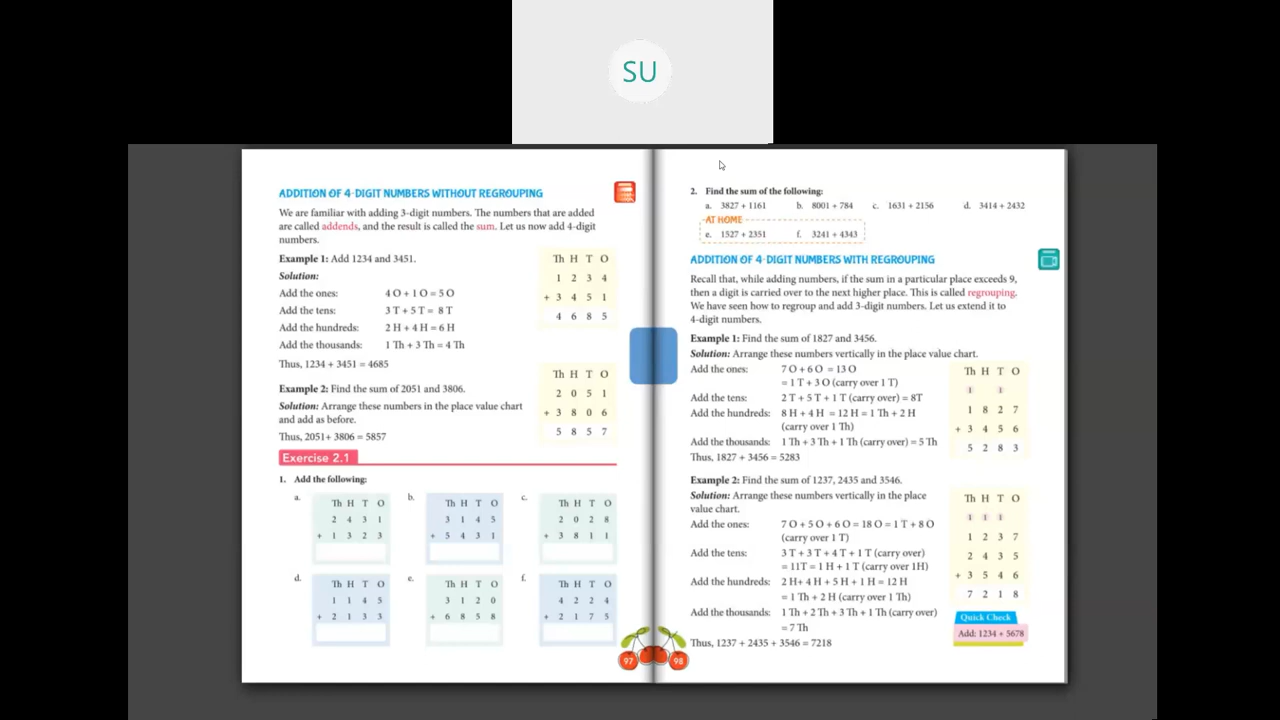 SU
ADDITION OF 4-DIGIT NUMBERS WITHOUT REGROUPING
We are familiar with adding 3-digit numbers. The numbers that are added
are called addends, and the result is called the sum. Let us now add 4-digit
numbers.
Example 1: Add 1234 and 3451.
Solution:
Add the ones: 4 O + 1 O = 5 O
Add the tens: 3 T + 5 T = 8 T
Add the hundreds: 2 H + 4 H = 6 H
Add the thousands: 1 Th + 3 Th = 4 Th
Thus, 1234 + 3451 = 4685
Th H T O
1 2 3 4
+ 3 4 5 1
4 6 8 5
Example 2: Find the sum of 2051 and 3806.
Solution: Arrange these numbers in the place value chart
and add as before.
Thus, 2051+ 3806 = 5857
Th H T O
2 0 5 1
+ 3 8 0 6
5 8 5 7
Exercise 2.1
1. Add the following:
a. Th H T O
2 4 3 1
+ 1 3 2 3
b. Th H T O
3 1 4 5
+ 5 4 3 1
c. Th H T O
2 0 2 8
+ 3 8 1 1
d. Th H T O
1 1 4 5
+ 2 1 3 3
e. Th H T O
3 1 2 0
+ 6 8 5 8
f. Th H T O
4 2 2 4
+ 2 1 7 5
97
2. Find the sum of the following:
a. 3827 + 1161 b. 8001 + 784 c. 1631 + 2156 d. 3414 + 2432
AT HOME
e. 1527 + 2351 f. 3241 + 4343
ADDITION OF 4-DIGIT NUMBERS WITH REGROUPING
Recall that, while adding numbers, if the sum in a particular place exceeds 9,
then a digit is carried over to the next higher place. This is called regrouping.
We have seen how to regroup and add 3-digit numbers. Let us extend it to
4-digit numbers.
Example 1: Find the sum of 1827 and 3456.
Solution: Arrange these numbers vertically in the place value chart.
Add the ones: 7 O + 6 O = 13 O
= 1 T + 3 O (carry over 1 T)
Add the tens: 2 T + 5 T + 1 T (carry over) = 8T
Add the hundreds: 8 H + 4 H = 12 H = 1 Th + 2 H
(carry over 1 Th)
Add the thousands: 1 Th + 3 Th + 1 Th (carry over) = 5 Th
Thus, 1827 + 3456 = 5283
Th H T O
1 1
1 8 2 7
+ 3 4 5 6
5 2 8 3
Example 2: Find the sum of 1237, 2435 and 3546.
Solution: Arrange these numbers vertically in the place
value chart.
Add the ones: 7 O + 5 O + 6 O = 18 O = 1 T + 8 O
(carry over 1 T)
Add the tens: 3 T + 3 T + 4 T + 1 T (carry over)
= 11T = 1 H + 1 T (carry over 1H)
Add the hundreds: 2 H+ 4 H + 5 H + 1 H = 12 H
= 1 Th + 2 H (carry over 1 Th)
Add the thousands: 1 Th + 2 Th + 3 Th + 1 Th (carry over)
= 7 Th
Thus, 1237 + 2435 + 3546 = 7218
Th H T O
1 1 1
1 2 3 7
2 4 3 5
+ 3 5 4 6
7 2 1 8
Quick Check
Add: 1234 + 5678
98